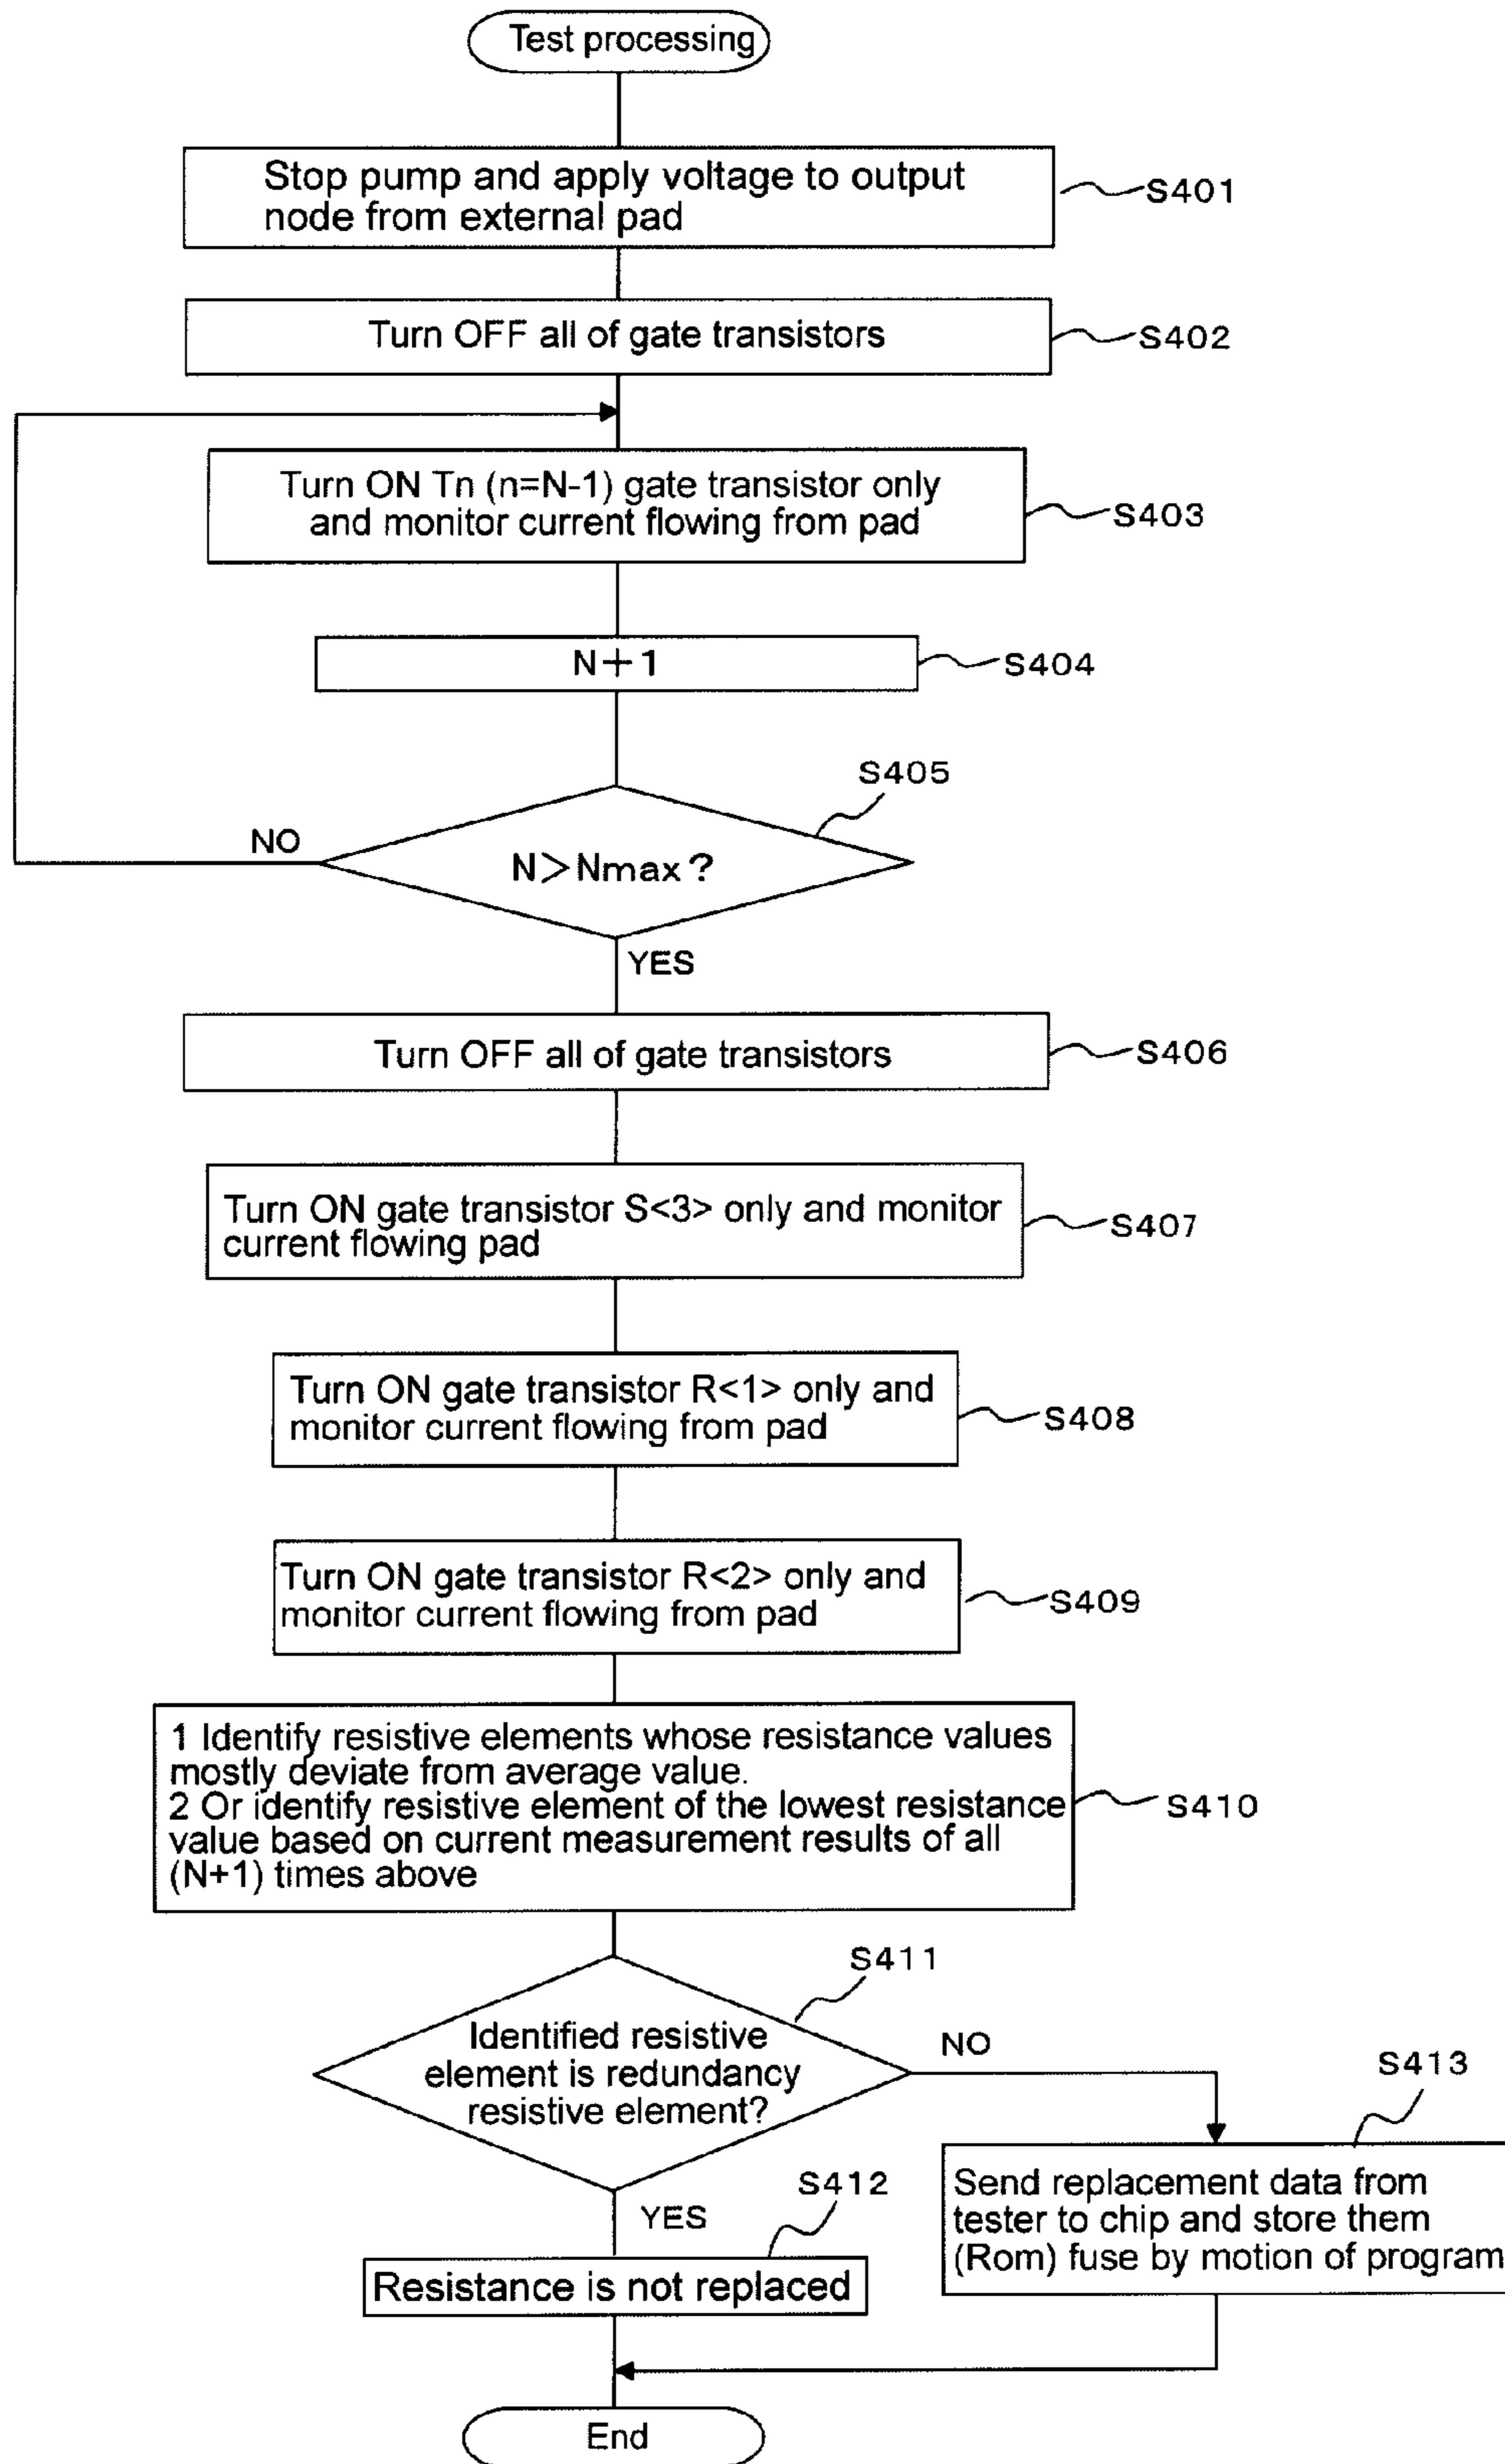 Test processing
Stop pump and apply voltage to output
node from external pad
S401
Turn OFF all of gate transistors
S402
Turn ON Tn (n=N-1) gate transistor only
and monitor current flowing from pad
S403
N+1
S404
S405
NO
N>Nmax?
YES
Turn OFF all of gate transistors
S406
Turn ON gate transistor S<3> only and monitor
current flowing pad
S407
Turn ON gate transistor R<1> only and
monitor current flowing from pad
S408
Turn ON gate transistor R<2> only and
monitor current flowing from pad
S409
1 Identify resistive elements whose resistance values
mostly deviate from average value.
2 Or identify resistive element of the lowest resistance
value based on current measurement results of all
(N+1) times above
S410
S411
Identified resistive
element is redundancy
resistive element?
NO
S413
Send replacement data from
tester to chip and store them
(Rom) fuse by motion of program
YES
S412
Resistance is not replaced
End